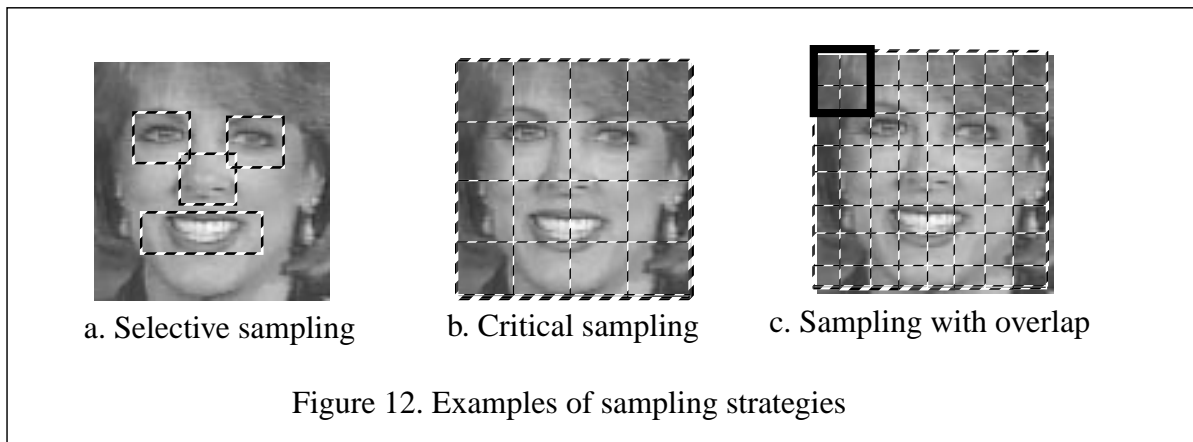 a. Selective sampling
b. Critical sampling
c. Sampling with overlap
Figure 12. Examples of sampling strategies